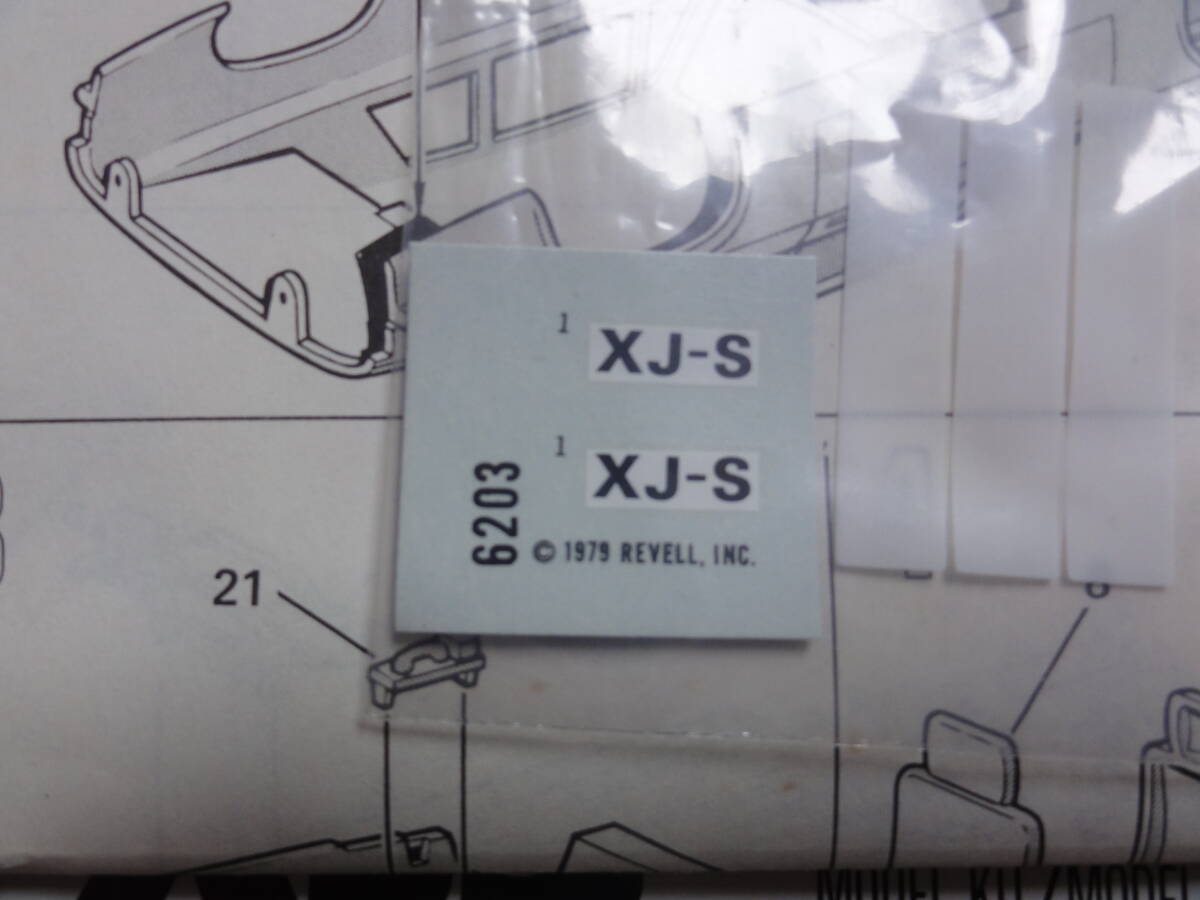 1
XJ-S
1
XJ-S
6203
© 1979 REVELL, INC.
21